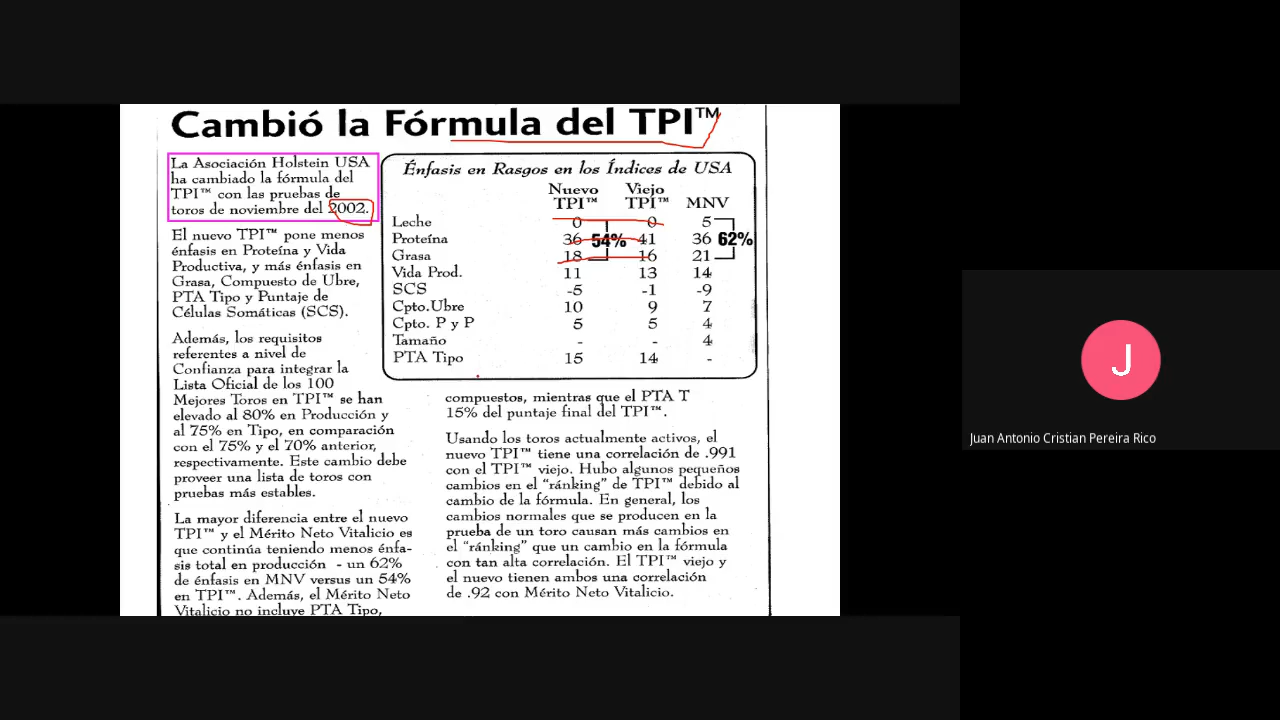 Cambió la Fórmula del TPI™
La Asociación Holstein USA
ha cambiado la fórmula del
TPI™ con las pruebas de
toros de noviembre del 2002.
El nuevo TPI™ pone menos
énfasis en Proteína y Vida
Productiva, y más énfasis en
Grasa, Compuesto de Ubre,
PTA Tipo y Puntaje de
Células Somáticas (SCS).
Además, los requisitos
referentes a nivel de
Confianza para integrar la
Lista Oficial de los 100
Mejores Toros en TPI™ se han
elevado al 80% en Producción y
al 75% en Tipo, en comparación
con el 75% y el 70% anterior,
respectivamente. Este cambio debe
proveer una lista de toros con
pruebas más estables.
La mayor diferencia entre el nuevo
TPI™ y el Mérito Neto Vitalicio es
que continúa teniendo menos énfa-
sis total en producción - un 62%
de énfasis en MNV versus un 54%
en TPI™. Además, el Mérito Neto
Vitalicio no incluye PTA Tipo,
Énfasis en Rasgos en los Índices de USA
Nuevo Viejo
TPI™ TPI™ MNV
Leche 0 0 5
Proteína 36 54% 41 36 62%
Grasa 18 16 21
Vida Prod. 11 13 14
SCS -5 -1 -9
Cpto.Ubre 10 9 7
Cpto. P y P 5 5 4
Tamaño - - 4
PTA Tipo 15 14 -
compuestos, mientras que el PTA T
15% del puntaje final del TPI™.
Usando los toros actualmente activos, el
nuevo TPI™ tiene una correlación de .991
con el TPI™ viejo. Hubo algunos pequeños
cambios en el "ránking" de TPI™ debido al
cambio de la fórmula. En general, los
cambios normales que se producen en la
prueba de un toro causan más cambios en
el "ránking" que un cambio en la fórmula
con tan alta correlación. El TPI™ viejo y
el nuevo tienen ambos una correlación
de .92 con Mérito Neto Vitalicio.
J
Juan Antonio Cristian Pereira Rico